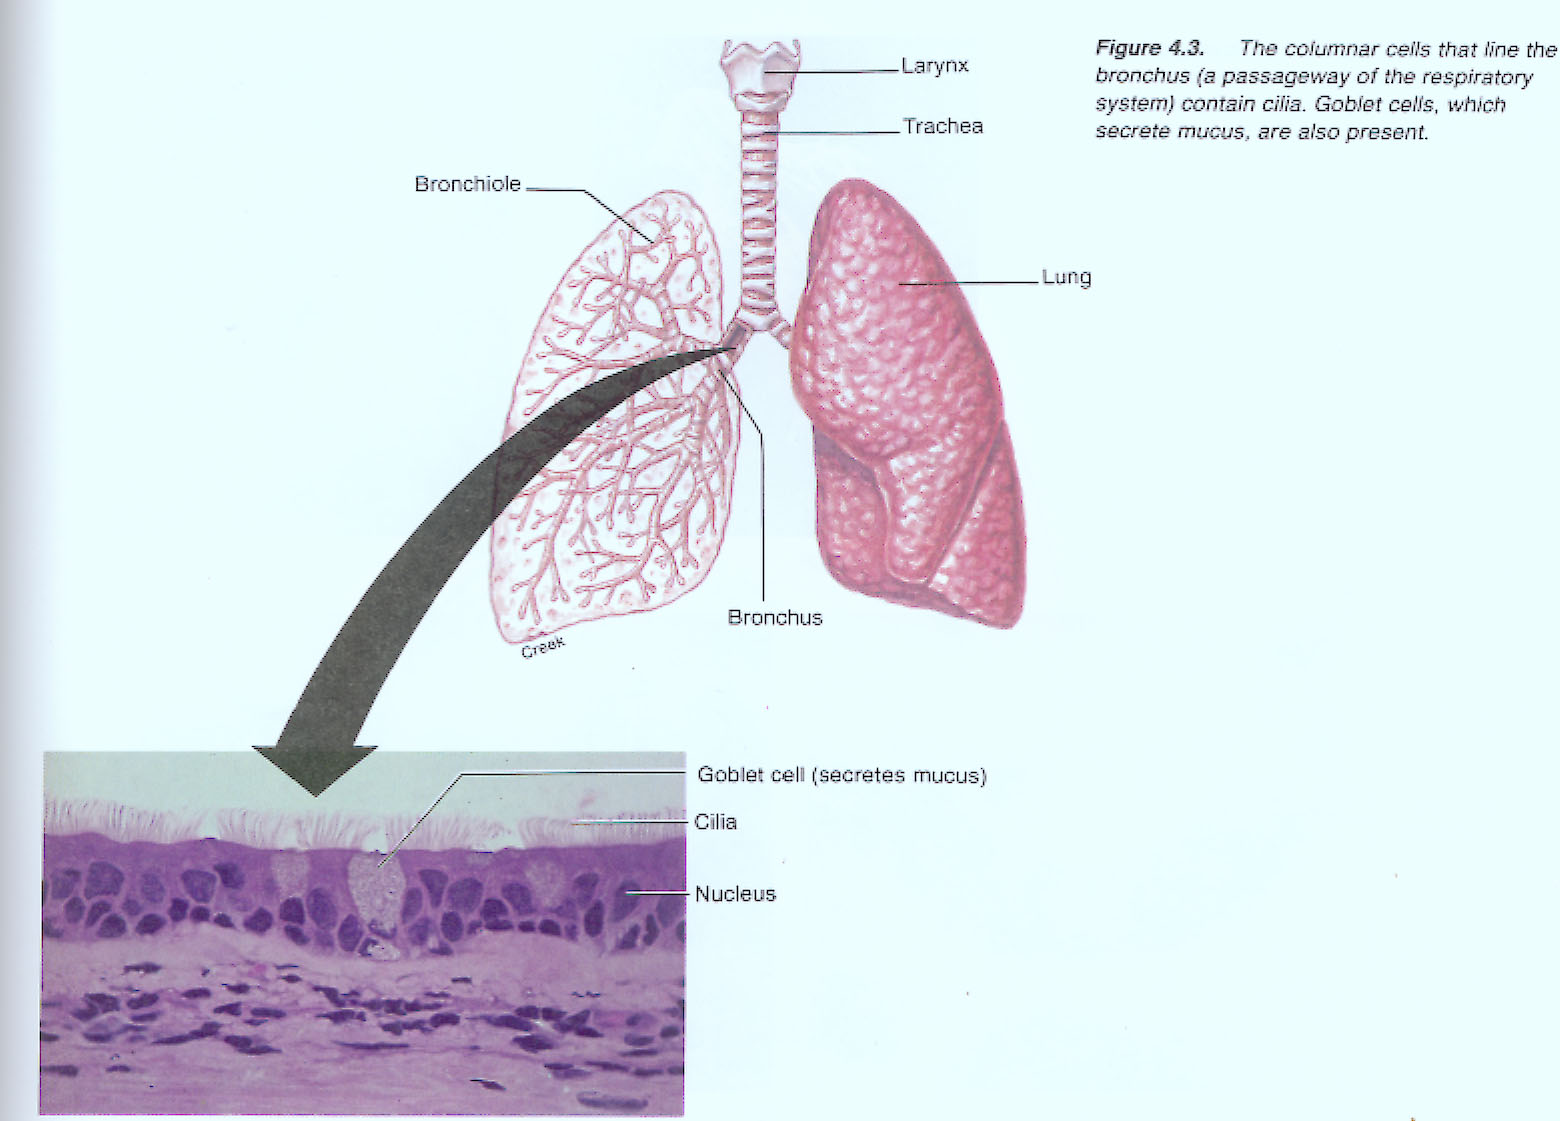 Figure 4.3. The columnar cells that line the
bronchus (a passageway of the respiratory
system) contain cilia. Goblet cells, which
secrete mucus, are also present.
Larynx
Trachea
Bronchiole
Lung
Bronchus
Creek
Goblet cell (secretes mucus)
Cilia
Nucleus